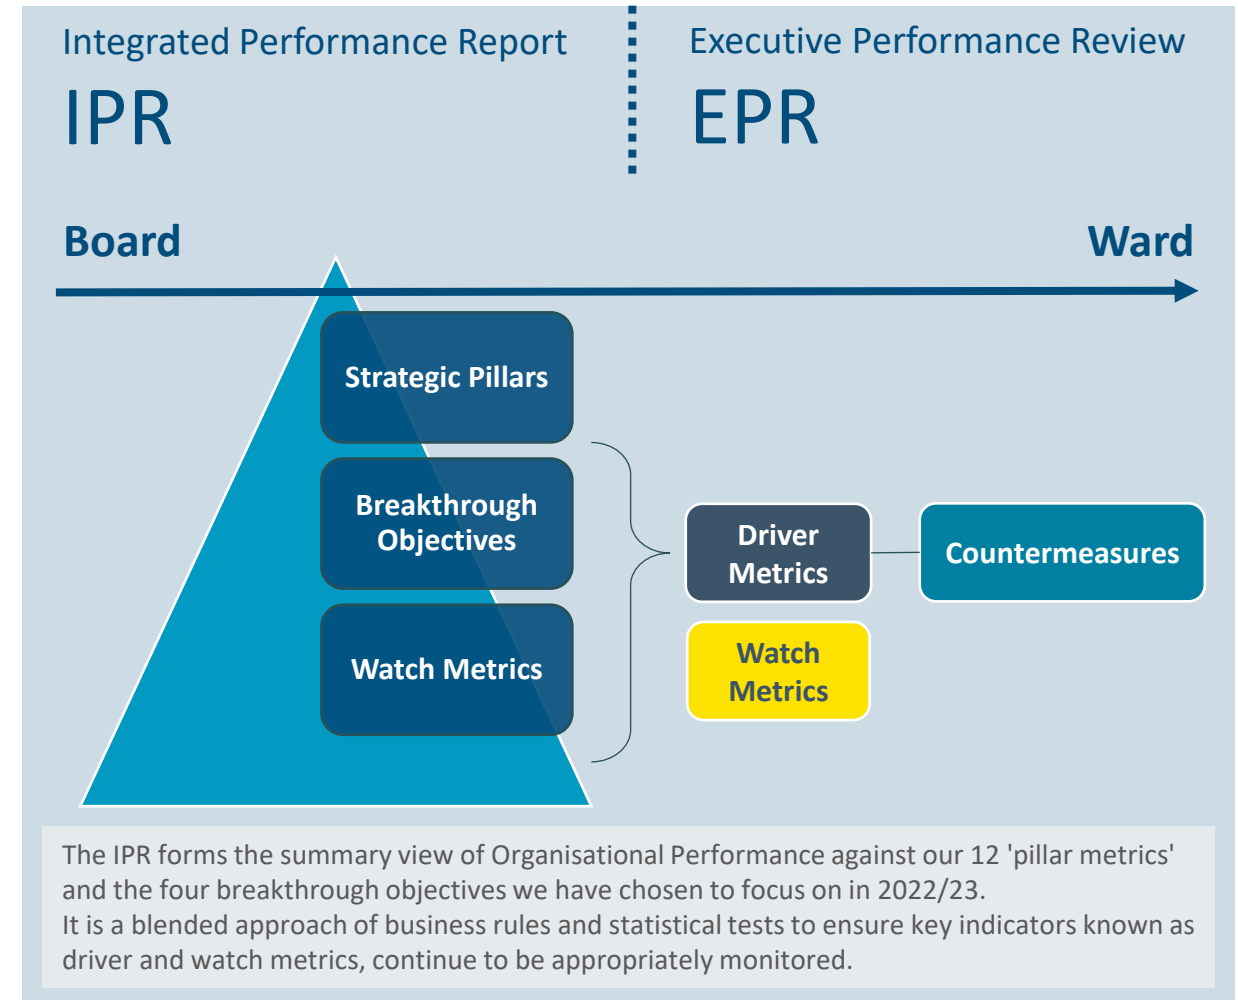 Integrated Performance Report
IPR
Executive Performance Review
EPR
Board
Ward
Strategic Pillars
Breakthrough
Objectives
Watch Metrics
Driver
Metrics
Countermeasures
Watch
Metrics
The IPR forms the summary view of Organisational Performance against our 12 'pillar metrics'
and the four breakthrough objectives we have chosen to focus on in 2022/23.
It is a blended approach of business rules and statistical tests to ensure key indicators known as
driver and watch metrics, continue to be appropriately monitored.